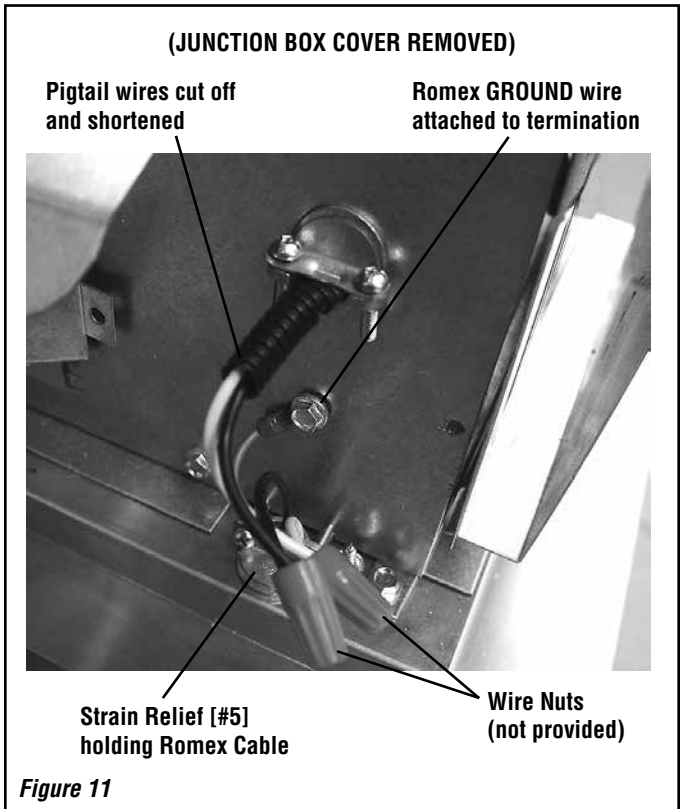 (JUNCTION BOX COVER REMOVED)
Pigtail wires cut off
and shortened
Romex GROUND wire
attached to termination
Strain Relief [#5]
holding Romex Cable
Wire Nuts
(not provided)
Figure 11